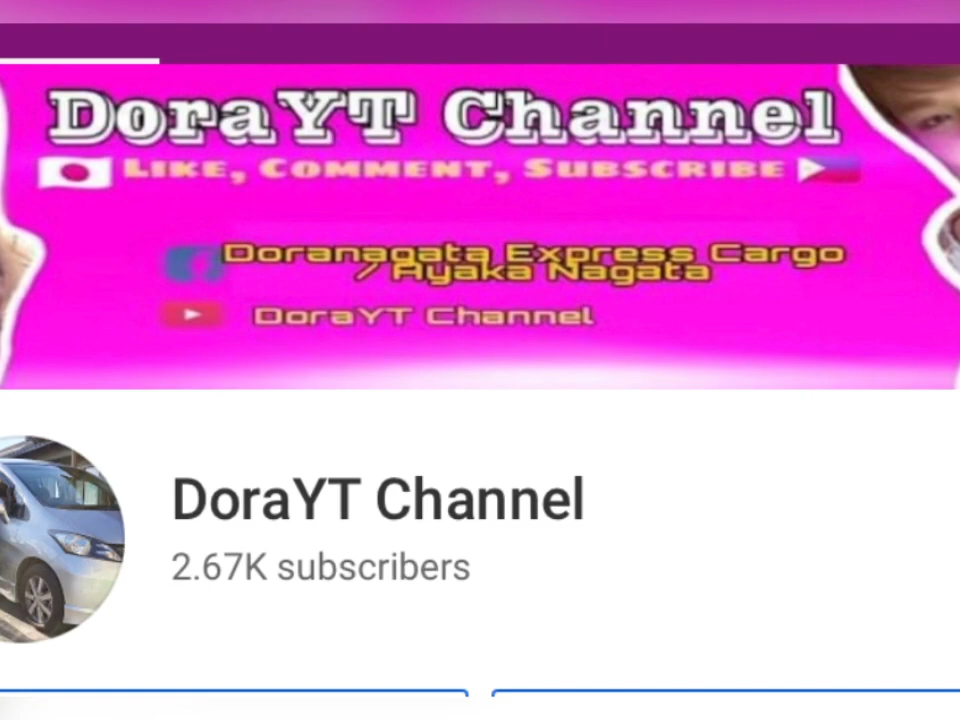 DoraYT Channel
LIKE, COMMENT, SUBSCRIBE
Doranagata Express Cargo
/ Ayaka Nagata
DoraYT Channel
DoraYT Channel
2.67K subscribers